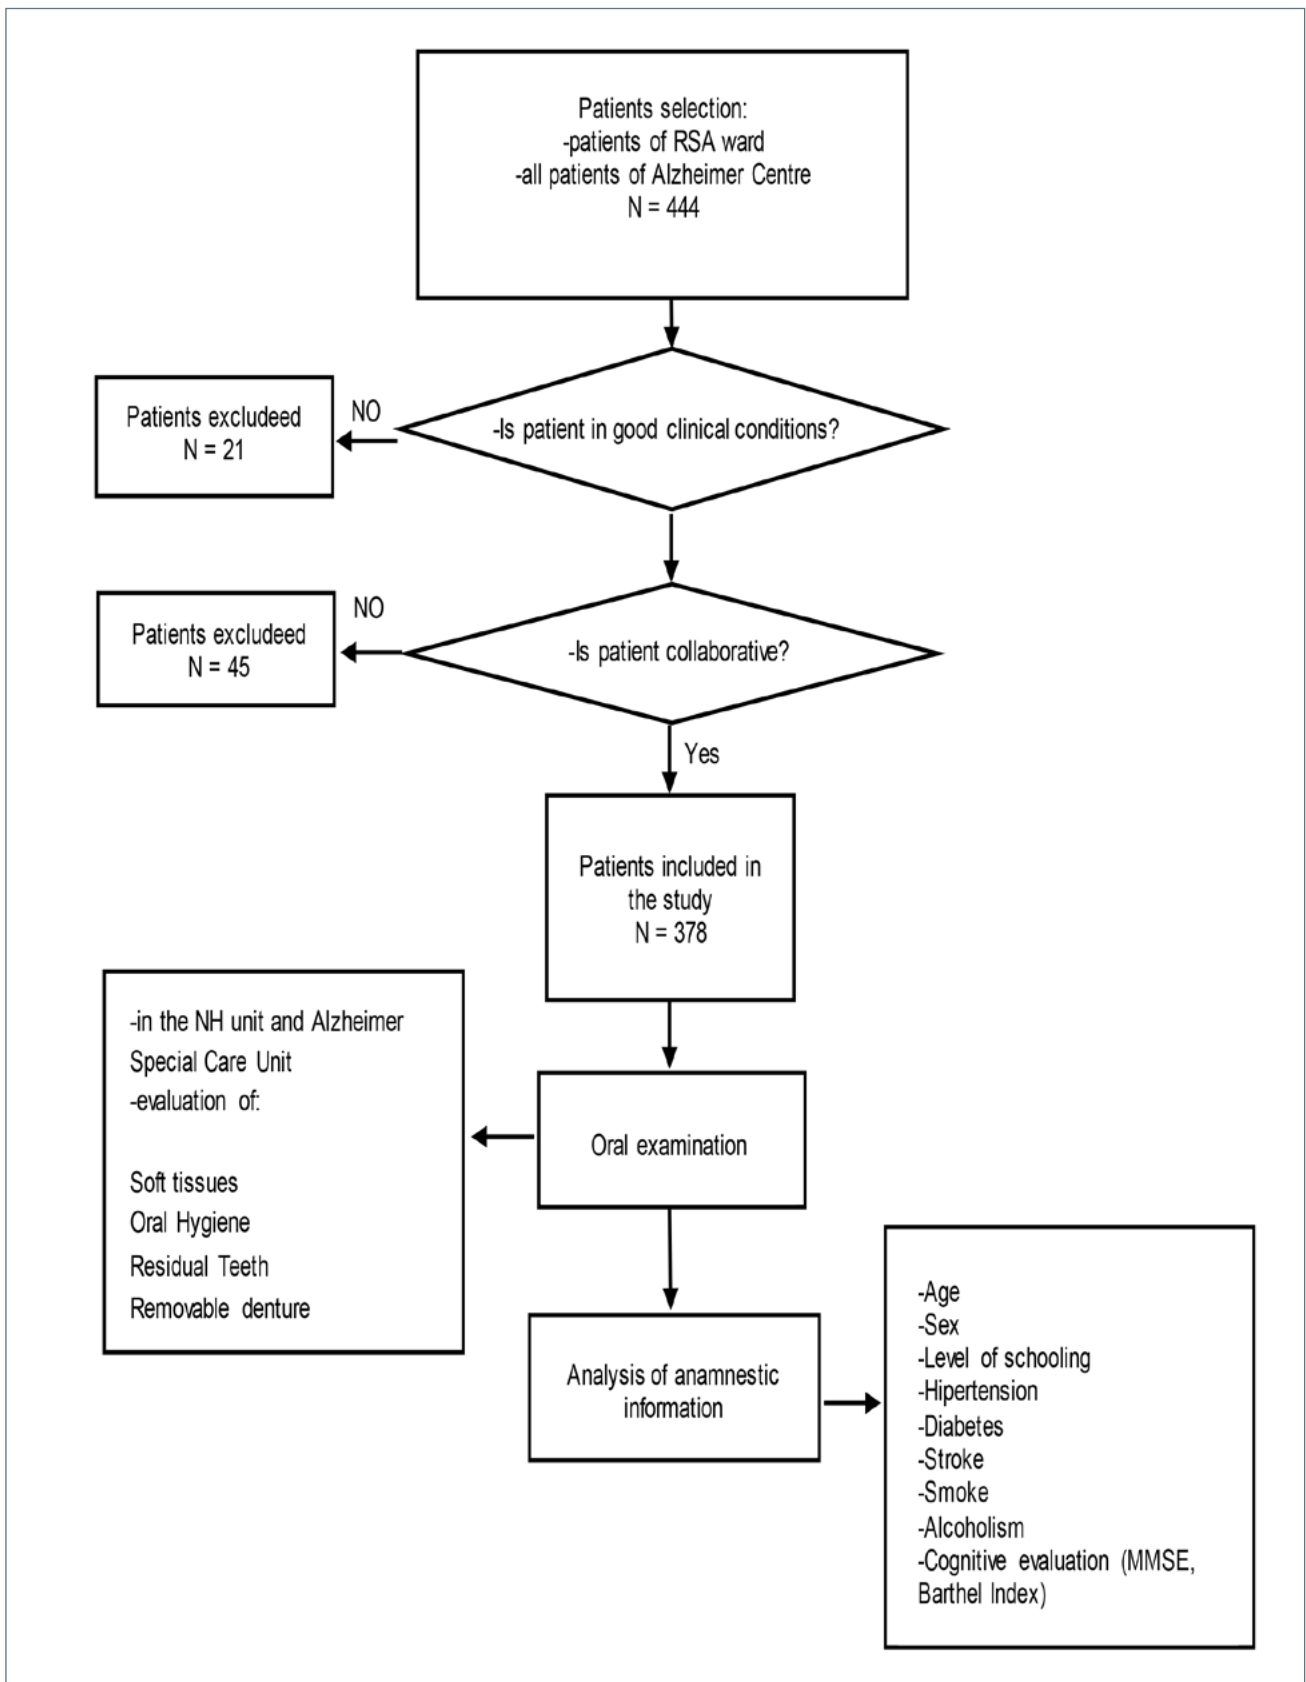 Patients selection:
-patients of RSA ward
-all patients of Alzheimer Centre
N = 444
-Is patient in good clinical conditions?
NO
Patients excludeed
N = 21
-Is patient collaborative?
NO
Patients excludeed
N = 45
Yes
Patients included in
the study
N = 378
Oral examination
-in the NH unit and Alzheimer
Special Care Unit
-evaluation of:
Soft tissues
Oral Hygiene
Residual Teeth
Removable denture
Analysis of anamnestic
information
-Age
-Sex
-Level of schooling
-Hipertension
-Diabetes
-Stroke
-Smoke
-Alcoholism
-Cognitive evaluation (MMSE,
Barthel Index)